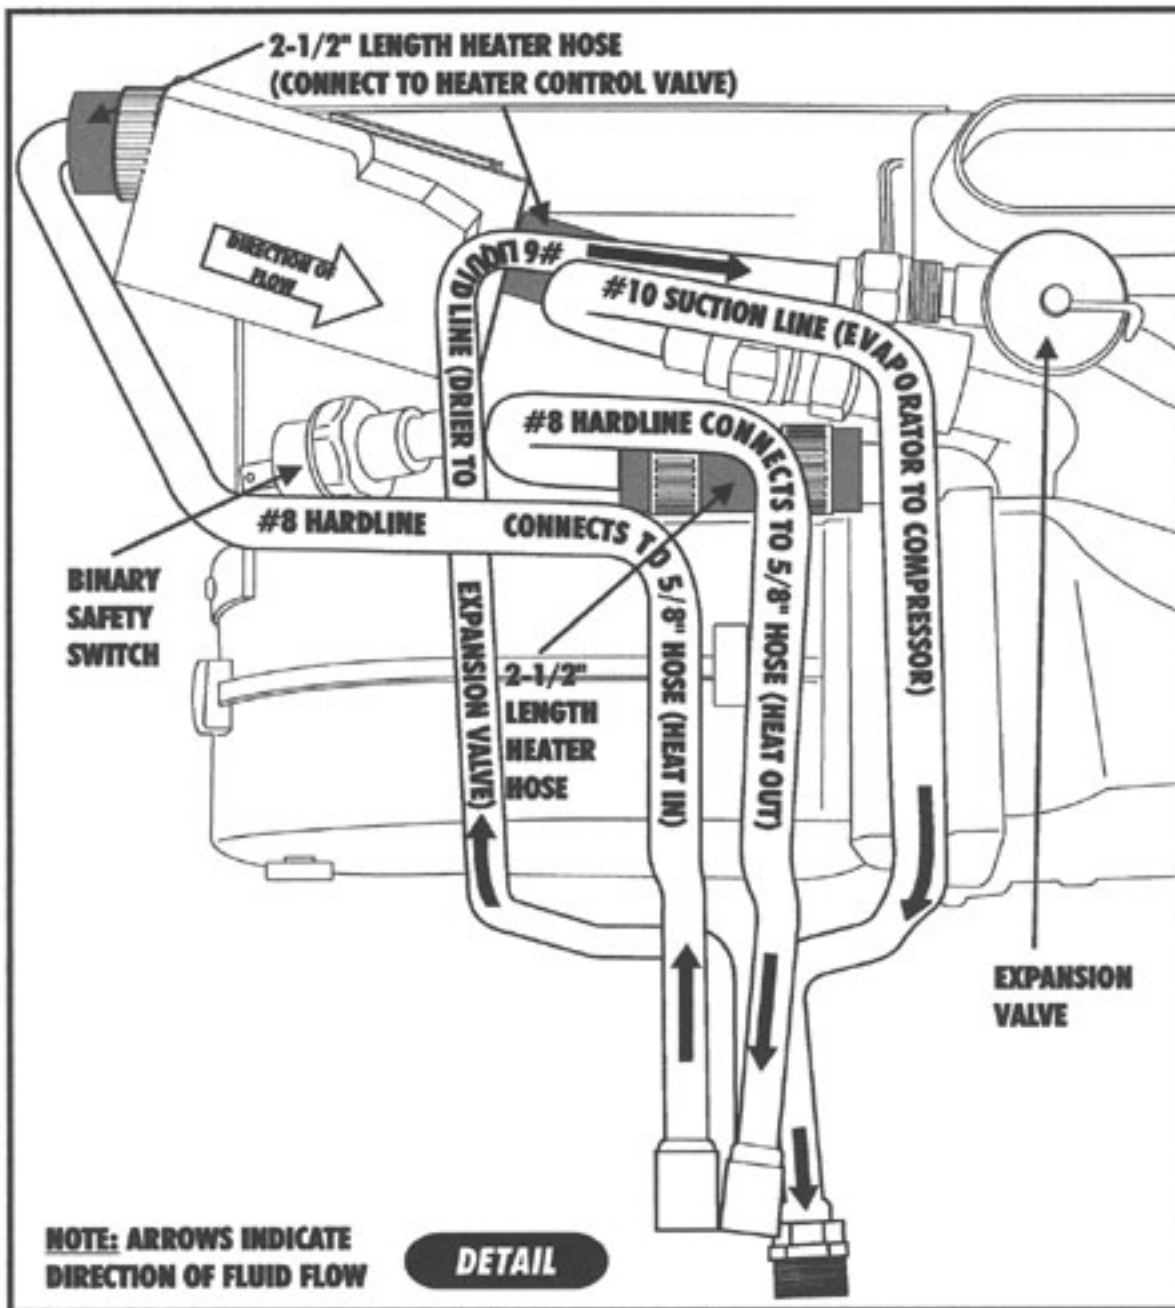 2-1/2" LENGTH HEATER HOSE
(CONNECT TO HEATER CONTROL VALVE)
DIRECTION OF
FLOW
#6 LIQUID LINE (DRIER TO
EXPANSION VALVE)
#10 SUCTION LINE (EVAPORATOR TO COMPRESSOR)
#8 HARDLINE CONNECTS TO 5/8" HOSE (HEAT OUT)
#8 HARDLINE CONNECTS TO 5/8" HOSE (HEAT IN)
BINARY
SAFETY
SWITCH
2-1/2"
LENGTH
HEATER
HOSE
EXPANSION
VALVE
NOTE: ARROWS INDICATE
DIRECTION OF FLUID FLOW
DETAIL